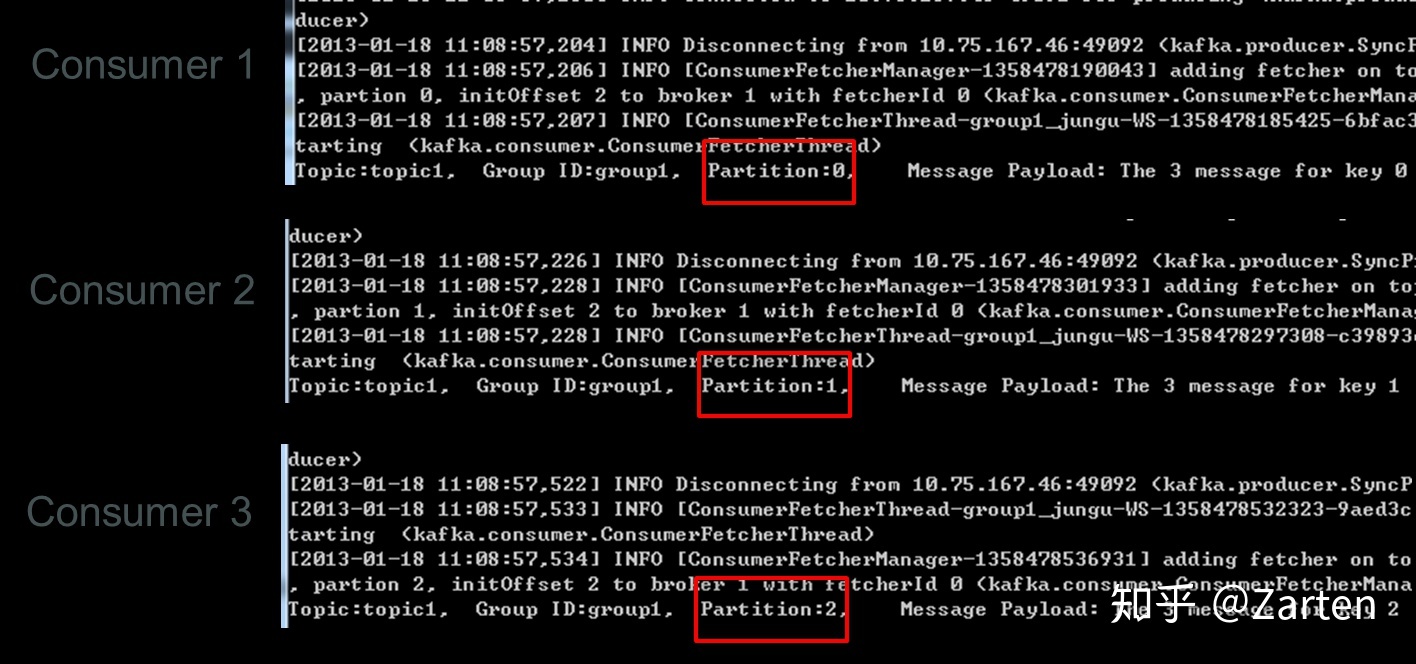 ducer)
Consumer 1
[2013-01-18 11:08:57,204] INFO Disconnecting from 10.75.167.46:49092 (kafka.producer.SyncP
[2013-01-18 11:08:57,206] INFO [ConsumerFetcherManager-1358478190043] adding fetcher on to
, partion 0, initOffset 2 to broker 1 with fetcherId 0 (kafka.consumer.ConsumerFetcherMana
[2013-01-18 11:08:57,207] INFO [ConsumerFetcherThread-group1_jungu-WS-1358478185425-6bfac3
tarting (kafka.consumer.ConsumerFetcherThread)
Topic:topic1, Group ID:group1, Partition:0, Message Payload: The 3 message for key 0
ducer)
Consumer 2
[2013-01-18 11:08:57,226] INFO Disconnecting from 10.75.167.46:49092 (kafka.producer.SyncP
[2013-01-18 11:08:57,228] INFO [ConsumerFetcherManager-1358478301933] adding fetcher on to
, partion 1, initOffset 2 to broker 1 with fetcherId 0 (kafka.consumer.ConsumerFetcherMana
[2013-01-18 11:08:57,228] INFO [ConsumerFetcherThread-group1_jungu-WS-1358478297308-c39893
tarting (kafka.consumer.ConsumerFetcherThread)
Topic:topic1, Group ID:group1, Partition:1, Message Payload: The 3 message for key 1
ducer)
Consumer 3
[2013-01-18 11:08:57,522] INFO Disconnecting from 10.75.167.46:49092 (kafka.producer.SyncP
[2013-01-18 11:08:57,533] INFO [ConsumerFetcherThread-group1_jungu-WS-1358478532323-9aed3c
tarting (kafka.consumer.ConsumerFetcherThread)
[2013-01-18 11:08:57,534] INFO [ConsumerFetcherManager-1358478536931] adding fetcher on to
, partion 2, initOffset 2 to broker 1 with fetcherId 0 (kafka.consumer.ConsumerFetcherMana
Topic:topic1, Group ID:group1, Partition:2, Message Payload: The 3 message for key 2
知乎 @Zarten